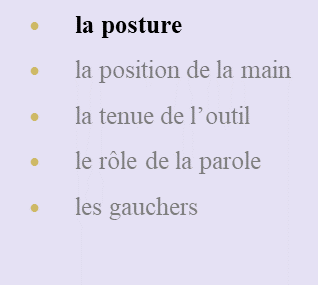 • la posture
• la position de la main
• la tenue de l’outil
• le rôle de la parole
• les gauchers